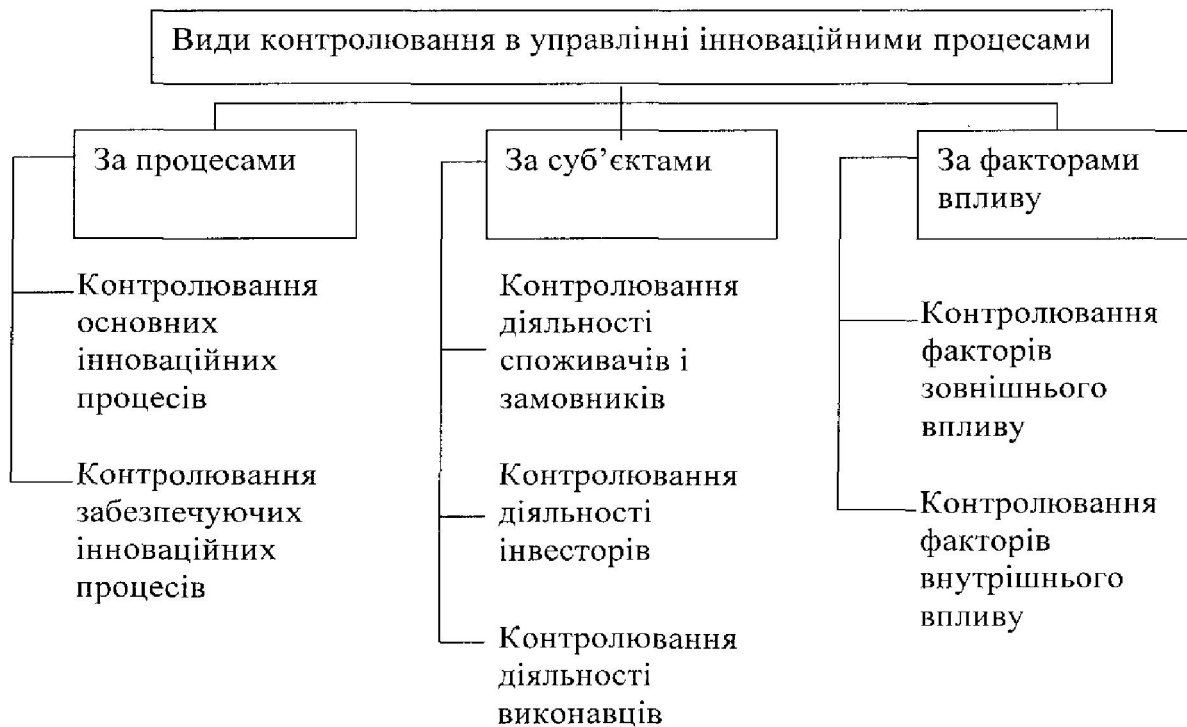 Види контролювання в управлінні інноваційними процесами
За процесами
Контролювання
основних
інноваційних
процесів
Контролювання
забезпечуючих
інноваційних
процесів
За суб’єктами
Контролювання
діяльності
споживачів і
замовників
Контролювання
діяльності
інвесторів
Контролювання
діяльності
виконавців
За факторами
впливу
Контролювання
факторів
зовнішнього
впливу
Контролювання
факторів
внутрішнього
впливу